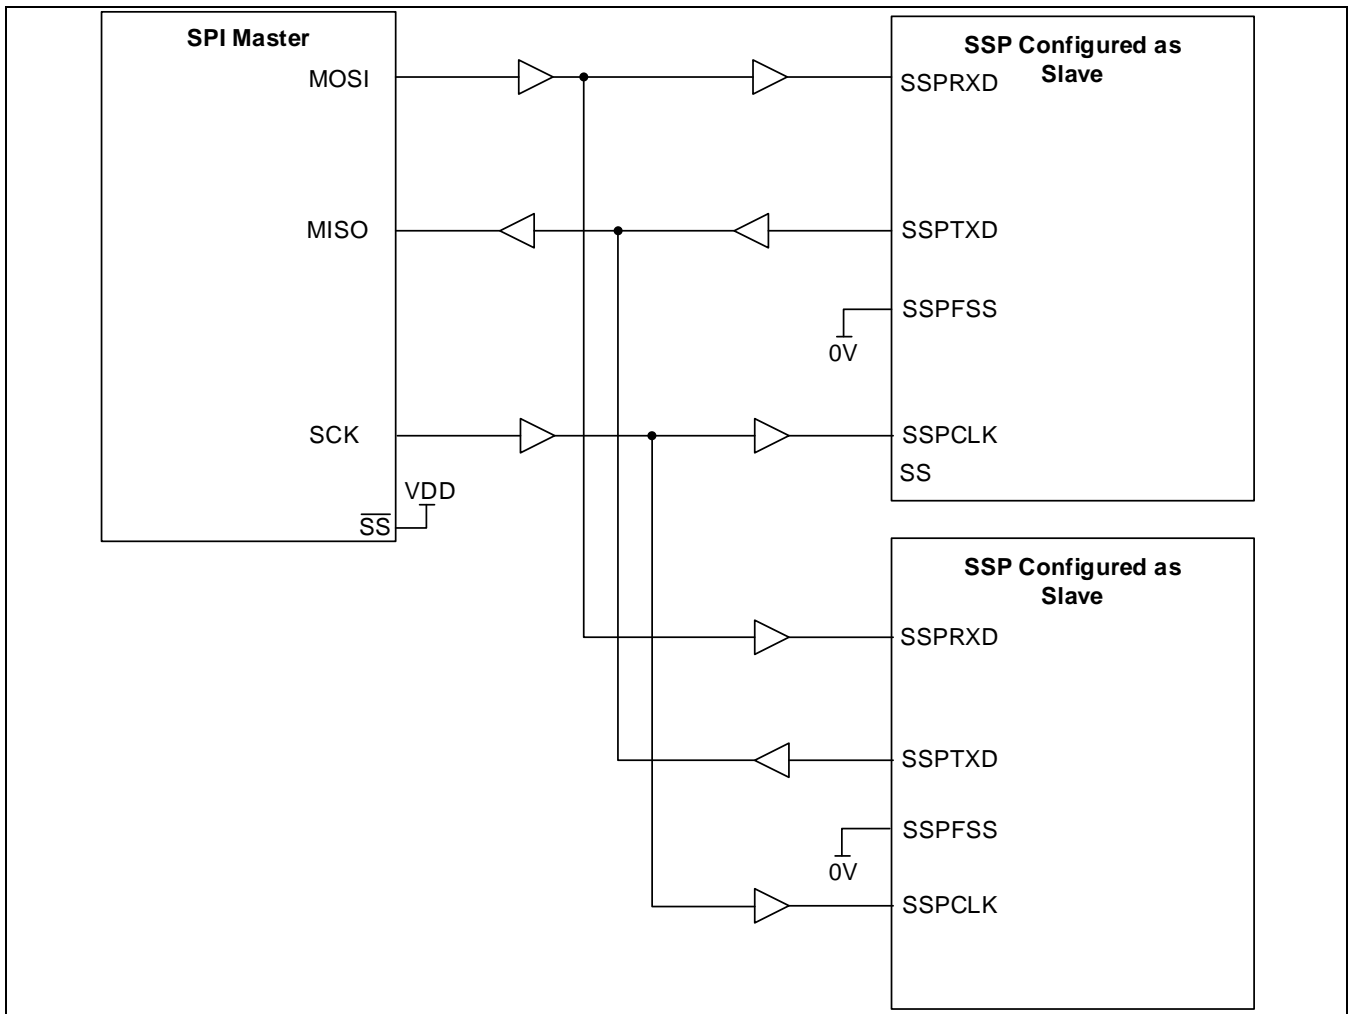 SPI Master
MOSI
MISO
SCK
VDD
SS
SSP Configured as
Slave
SSPRXD
SSPTXD
SSPFSS
0V
SSPCLK
SS
SSP Configured as
Slave
SSPRXD
SSPTXD
SSPFSS
0V
SSPCLK